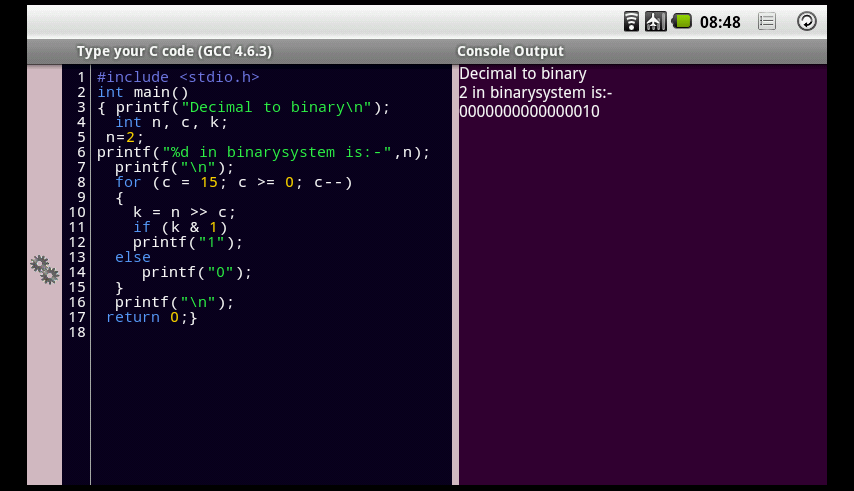 08:48
Type your C code (GCC 4.6.3)
Console Output
1 #include <stdio.h>
2 int main()
3 { printf("Decimal to binary\n");
4   int n, c, k;
5  n=2;
6 printf("%d in binarysystem is:-",n);
7   printf("\n");
8   for (c = 15; c >= 0; c--)
9   {
10     k = n >> c;
11     if (k & 1)
12     printf("1");
13   else
14      printf("0");
15   }
16   printf("\n");
17  return 0;}
18
Decimal to binary
2 in binarysystem is:-
0000000000000010